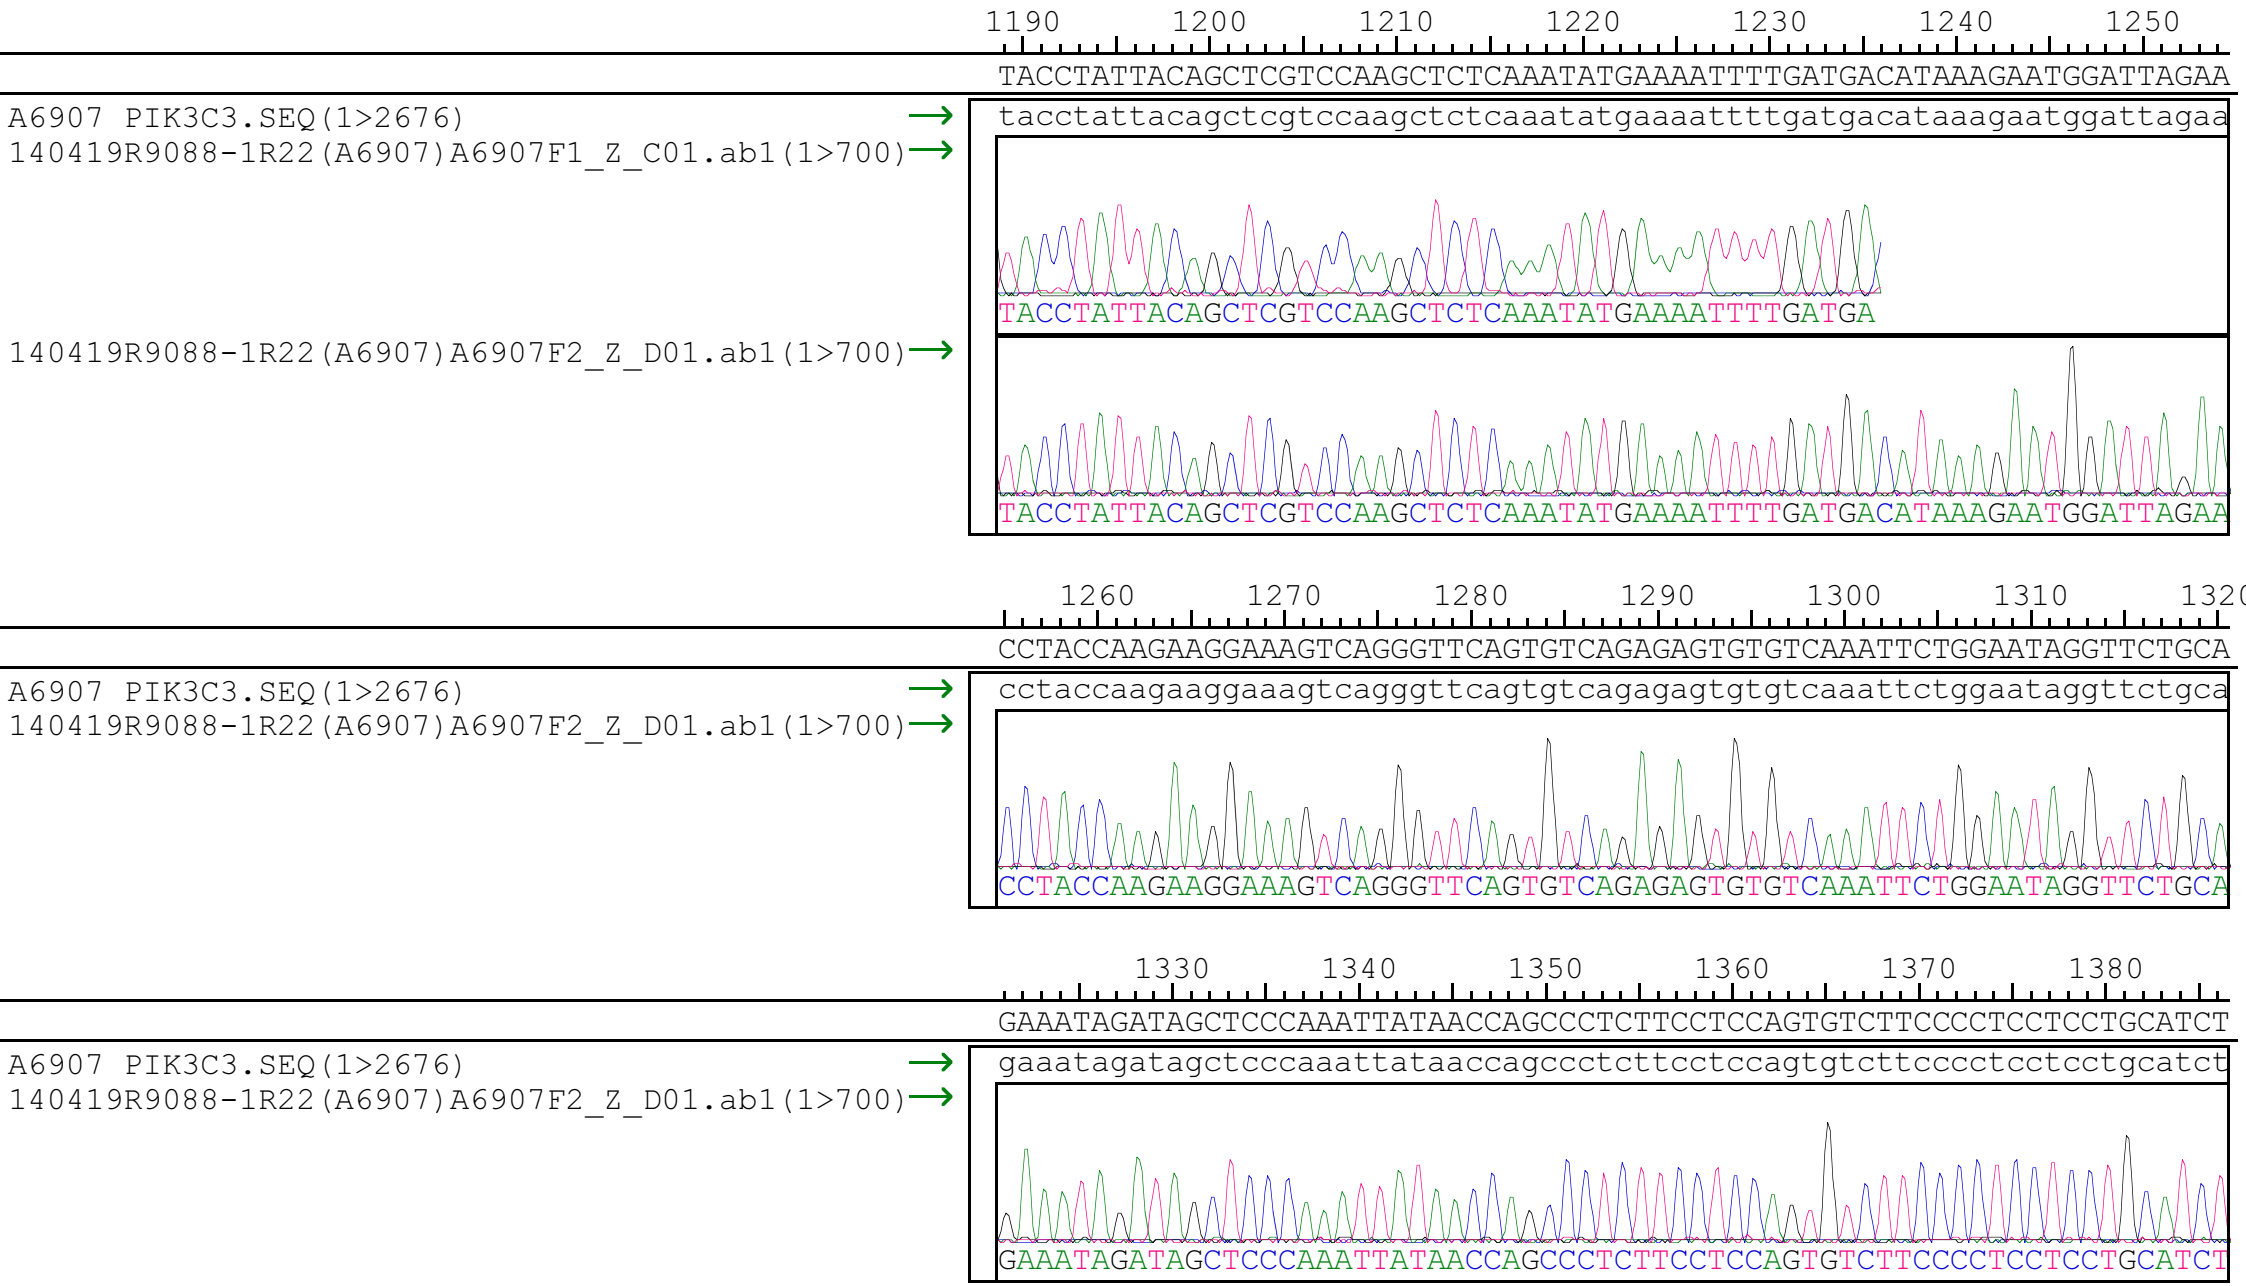 1190 1200 1210 1220 1230 1240 1250
TACCTATTACAGCTCGTCCAAGCTCTCAAATATGAAAATTTTGATGACATAAAGAATGGATTAGAA
A6907 PIK3C3.SEQ(1>2676) → tacctattacagctcgtccaagctctcaaatatgaaaattttgatgacataaagaatggattagaa
140419R9088-1R22(A6907)A6907F1_Z_C01.ab1(1>700) →
TACCTATTACAGCTCGTCCAAGCTCTCAAATATGAAAATTTTGATGA
140419R9088-1R22(A6907)A6907F2_Z_D01.ab1(1>700) →
TACCTATTACAGCTCGTCCAAGCTCTCAAATATGAAAATTTTGATGACATAAAGAATGGATTAGAA
1260 1270 1280 1290 1300 1310 1320
CCTACCAAGAAGGAAAGTCAGGGTTCAGTGTCAGAGAGTGTGTCAAATTCTGGAATAGGTTCTGCA
A6907 PIK3C3.SEQ(1>2676) → cctaccaagaaggaaagtcagggttcagtgtcagagagtgtgtcaaattctggaataggttctgca
140419R9088-1R22(A6907)A6907F2_Z_D01.ab1(1>700) →
CCTACCAAGAAGGAAAGTCAGGGTTCAGTGTCAGAGAGTGTGTCAAATTCTGGAATAGGTTCTGCA
1330 1340 1350 1360 1370 1380
GAAATAGATAGCTCCCAAATTATAACCAGCCCTCTTCCTCCAGTGTCTTCCCCTCCTCCTGCATCT
A6907 PIK3C3.SEQ(1>2676) → gaaatagatagctcccaaattataaccagccctcttcctccagtgtcttcccctcctcctgcatct
140419R9088-1R22(A6907)A6907F2_Z_D01.ab1(1>700) →
GAAATAGATAGCTCCCAAATTATAACCAGCCCTCTTCCTCCAGTGTCTTCCCCTCCTCCTGCATCT